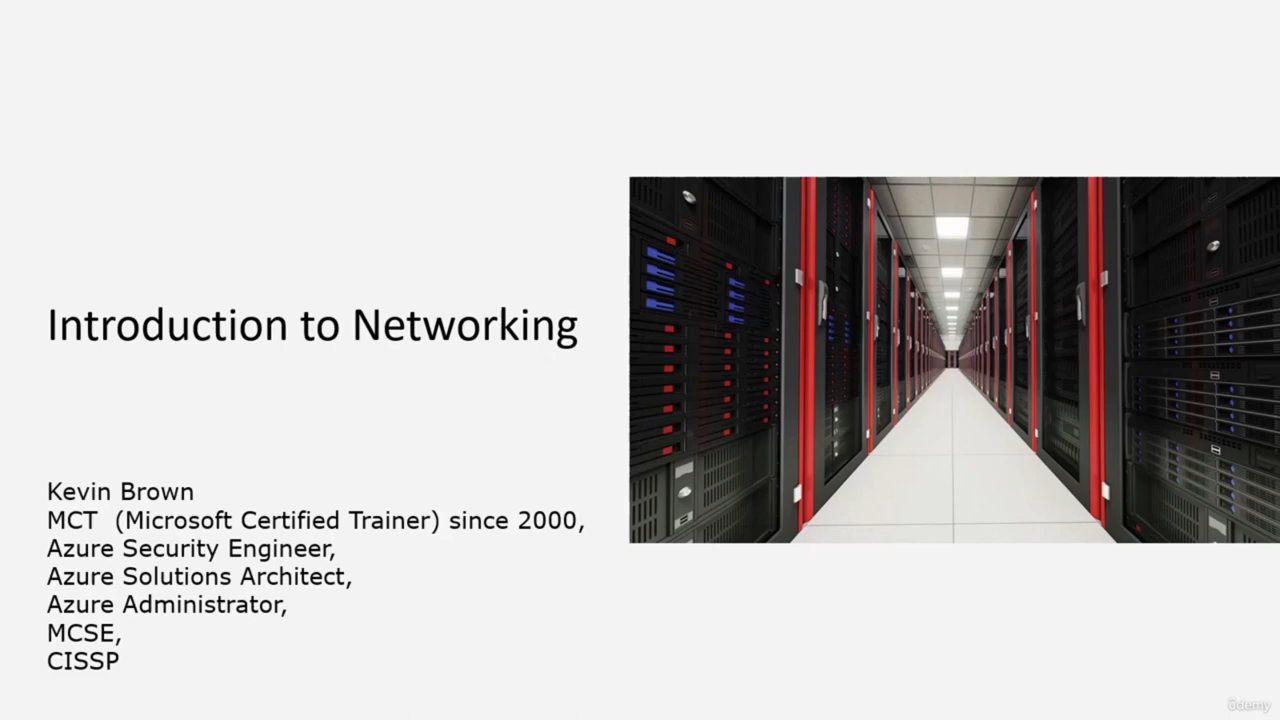 Introduction to Networking
Kevin Brown
MCT (Microsoft Certified Trainer) since 2000,
Azure Security Engineer,
Azure Solutions Architect,
Azure Administrator,
MCSE,
CISSP
ûdemy